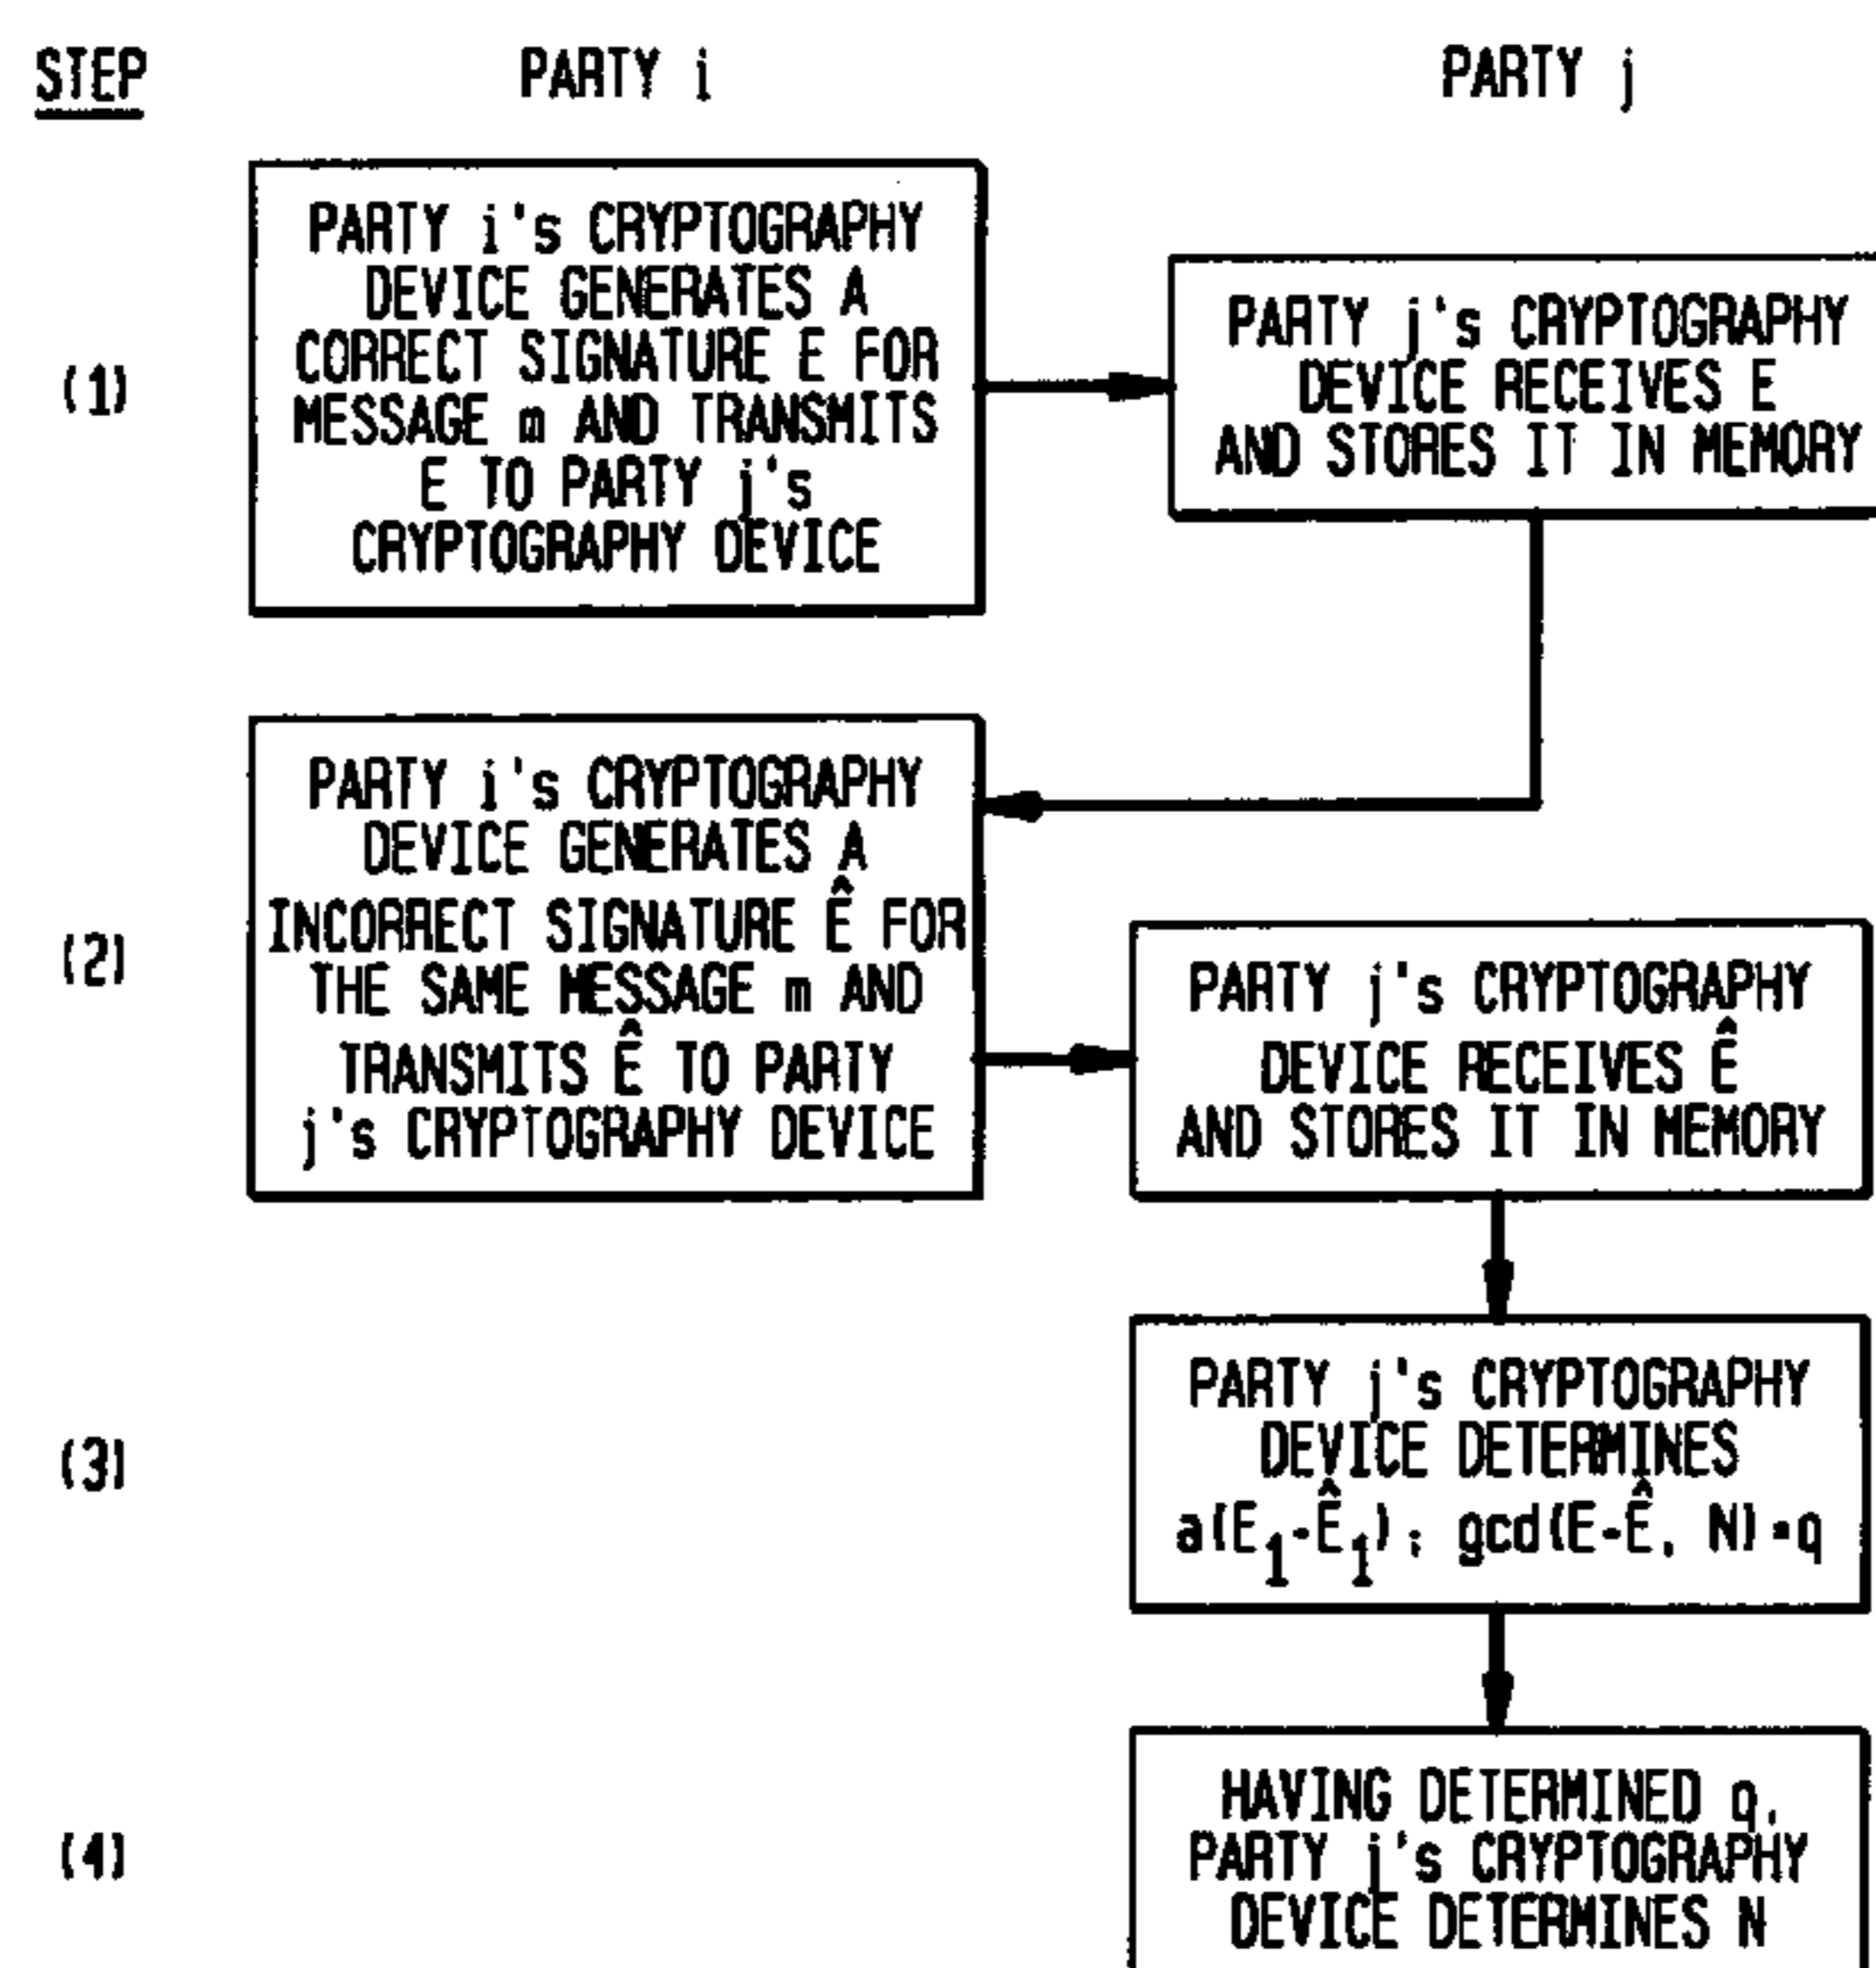 STEP
PARTY i
PARTY j
(1)
PARTY i's CRYPTOGRAPHY
DEVICE GENERATES A
CORRECT SIGNATURE E FOR
MESSAGE m AND TRANSMITS
E TO PARTY j's
CRYPTOGRAPHY DEVICE
PARTY j's CRYPTOGRAPHY
DEVICE RECEIVES E
AND STORES IT IN MEMORY
(2)
PARTY i's CRYPTOGRAPHY
DEVICE GENERATES A
INCORRECT SIGNATURE Ê FOR
THE SAME MESSAGE m AND
TRANSMITS Ê TO PARTY
j's CRYPTOGRAPHY DEVICE
PARTY j's CRYPTOGRAPHY
DEVICE RECEIVES Ê
AND STORES IT IN MEMORY
(3)
PARTY j's CRYPTOGRAPHY
DEVICE DETERMINES
a(E₁-Ê₁); gcd(E-Ê, N)=q
(4)
HAVING DETERMINED q,
PARTY j's CRYPTOGRAPHY
DEVICE DETERMINES N